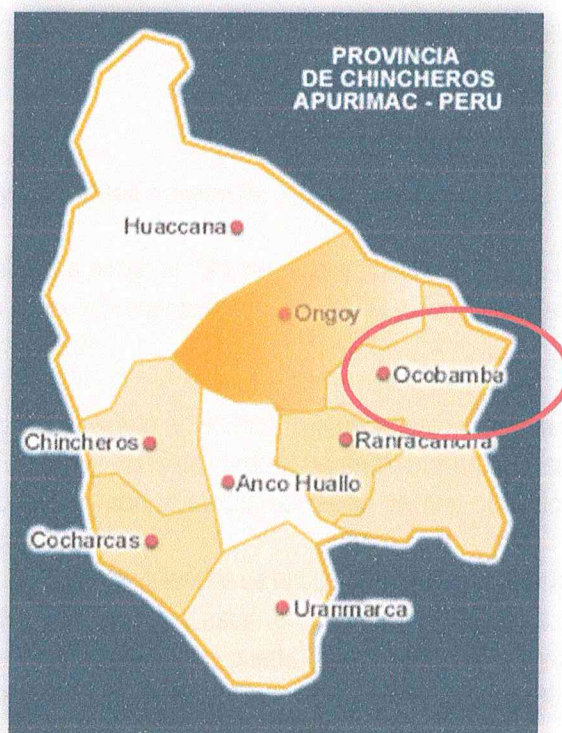 PROVINCIA
DE CHINCHEROS
APURIMAC - PERU
Huaccana
Ongoy
Ocobamba
Chincheros
Ranracancha
Anco Huallo
Cocharcas
Uranmarca